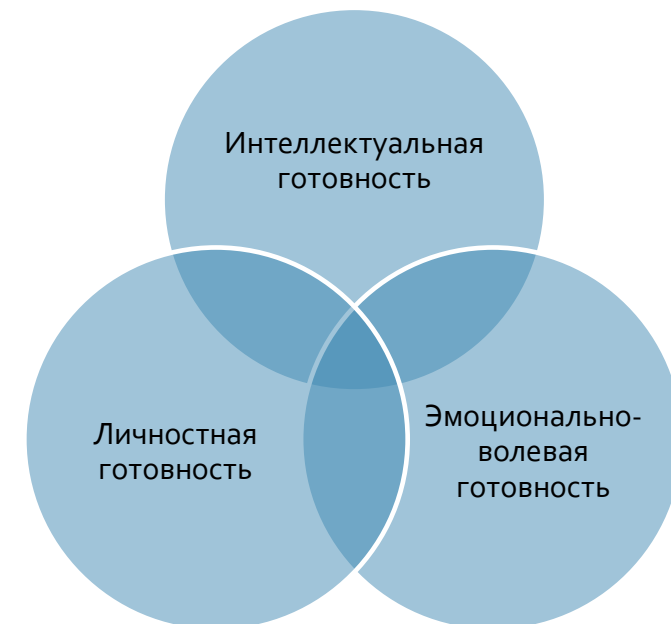 Интеллектуальная
готовность
Личностная
готовность
Эмоционально-
волевая
готовность